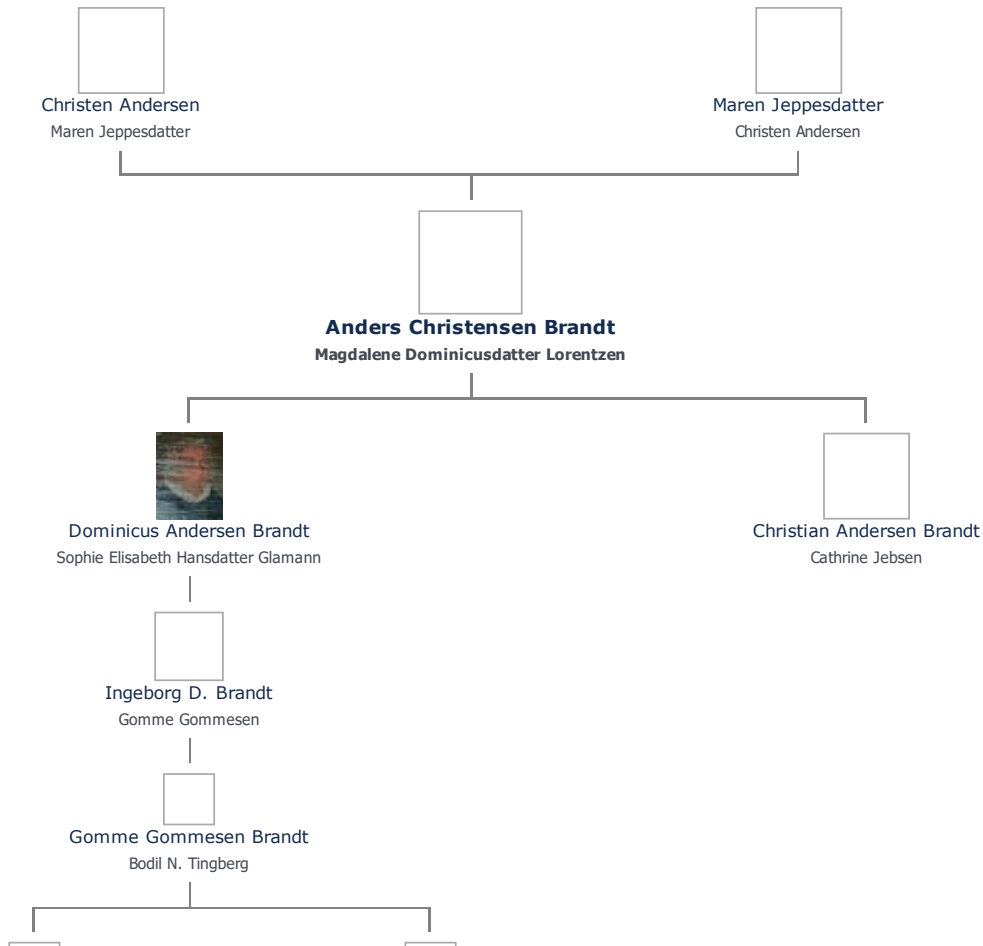 Christen Andersen
Maren Jeppesdatter
Maren Jeppesdatter
Christen Andersen
Anders Christensen Brandt
Magdalene Dominicusdatter Lorentzen
Dominicus Andersen Brandt
Sophie Elisabeth Hansdatter Glamann
Christian Andersen Brandt
Cathrine Jebsen
Ingeborg D. Brandt
Gomme Gommesen
Gomme Gommesen Brandt
Bodil N. Tingberg